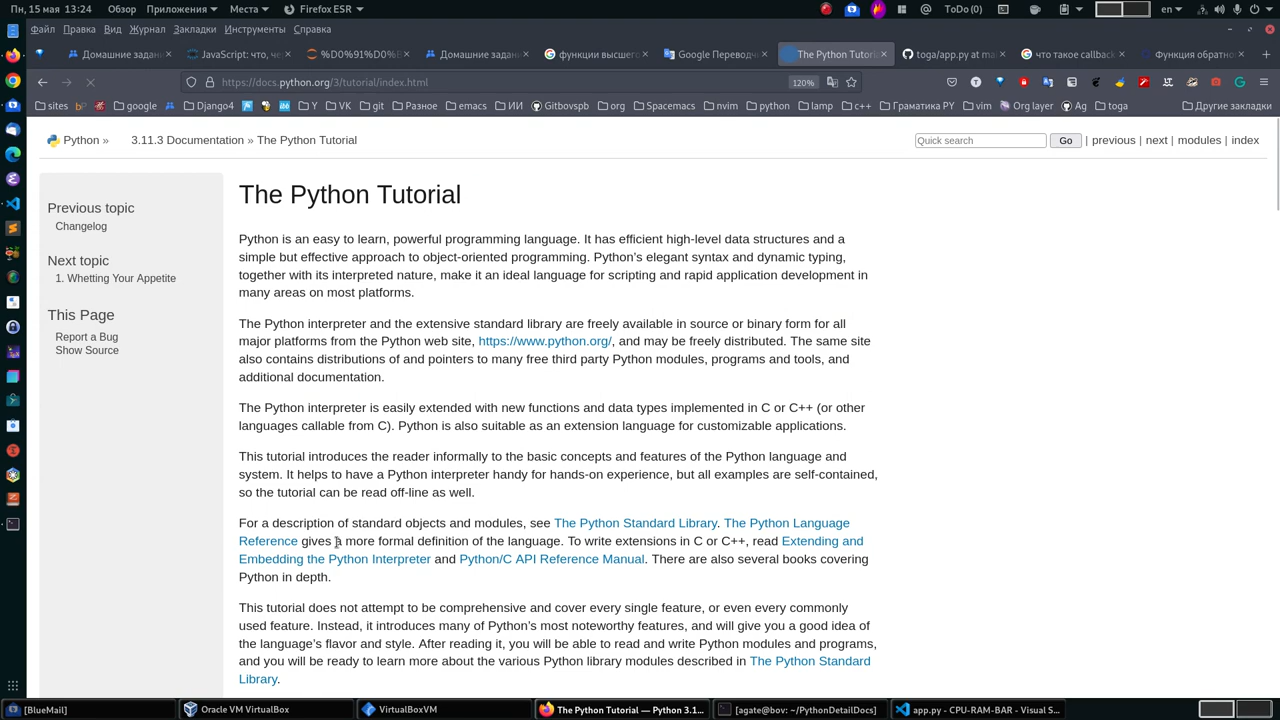 Пн, 15 мая 13:24 Обзор Приложения Места Firefox ESR ToDo(0) en
Файл Правка Вид Журнал Закладки Инструменты Справка
Домашние задан JavaScript: что, че %D0%91%D0%B Домашние задан функции высшего Google Переводч The Python Tutoria toga/app.py at ma что такое callback Функция обратно
https://docs.python.org/3/tutorial/index.html 120%
sites bP google Django4 Y VK git Разное emacs ИИ Gitbovspb org Spacemacs nvim python lamp c++ Граматика PY vim Org layer Ag toga Другие закладки
Python » 3.11.3 Documentation » The Python Tutorial Quick search Go | previous | next | modules | index
Previous topic
Changelog
Next topic
1. Whetting Your Appetite
This Page
Report a Bug
Show Source
The Python Tutorial
Python is an easy to learn, powerful programming language. It has efficient high-level data structures and a
simple but effective approach to object-oriented programming. Python's elegant syntax and dynamic typing,
together with its interpreted nature, make it an ideal language for scripting and rapid application development in
many areas on most platforms.
The Python interpreter and the extensive standard library are freely available in source or binary form for all
major platforms from the Python web site, https://www.python.org/, and may be freely distributed. The same site
also contains distributions of and pointers to many free third party Python modules, programs and tools, and
additional documentation.
The Python interpreter is easily extended with new functions and data types implemented in C or C++ (or other
languages callable from C). Python is also suitable as an extension language for customizable applications.
This tutorial introduces the reader informally to the basic concepts and features of the Python language and
system. It helps to have a Python interpreter handy for hands-on experience, but all examples are self-contained,
so the tutorial can be read off-line as well.
For a description of standard objects and modules, see The Python Standard Library. The Python Language
Reference gives a more formal definition of the language. To write extensions in C or C++, read Extending and
Embedding the Python Interpreter and Python/C API Reference Manual. There are also several books covering
Python in depth.
This tutorial does not attempt to be comprehensive and cover every single feature, or even every commonly
used feature. Instead, it introduces many of Python's most noteworthy features, and will give you a good idea of
the language's flavor and style. After reading it, you will be able to read and write Python modules and programs,
and you will be ready to learn more about the various Python library modules described in The Python Standard
Library.
[BlueMail] Oracle VM VirtualBox VirtualBoxVM The Python Tutorial — Python 3.1... [agate@bov: ~/PythonDetailDocs] app.py - CPU-RAM-BAR - Visual S...